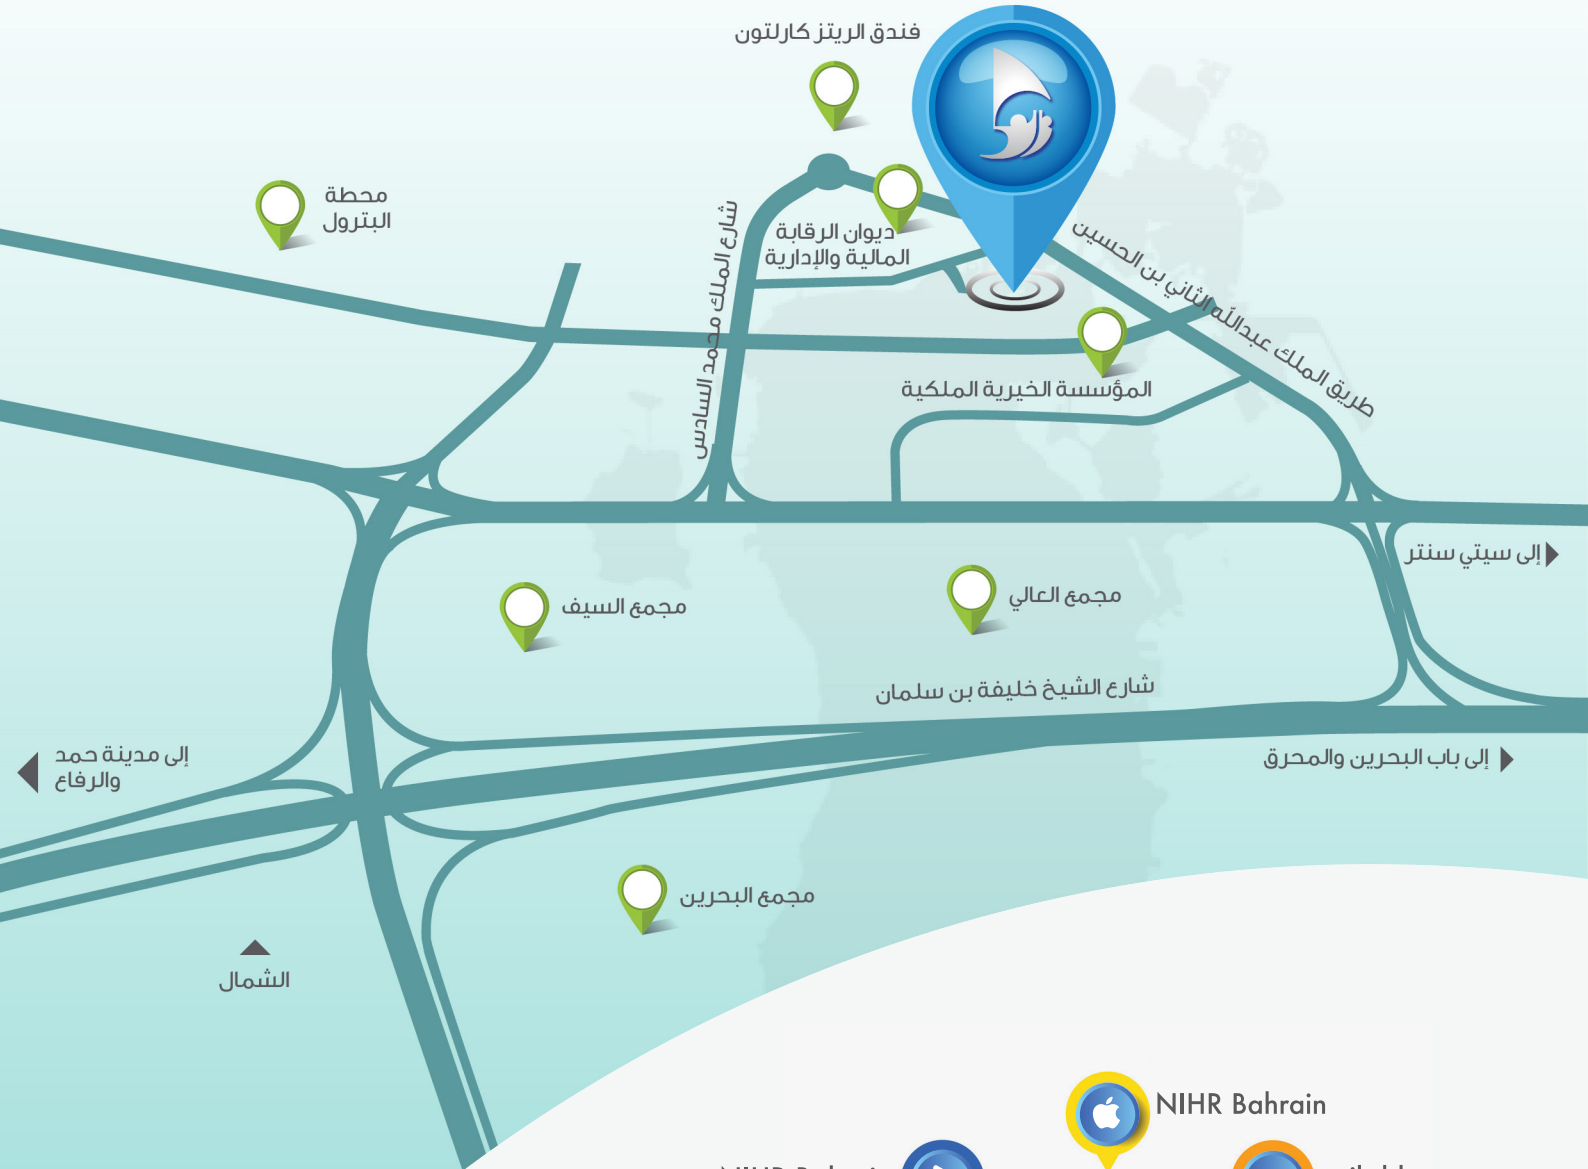 فندق الريتز كارلتون
محطة
البترول
ديوان الرقابة
المالية والإدارية
شارع الملك محمد السادس
طريق الملك عبدالله الثاني بن الحسين
المؤسسة الخيرية الملكية
إلى سيتي سنتر
مجمع السيف
مجمع العالي
شارع الشيخ خليفة بن سلمان
إلى مدينة حمد
والرفاع
إلى باب البحرين والمحرق
مجمع البحرين
الشمال
NIHR Bahrain
NIHR Bahrain